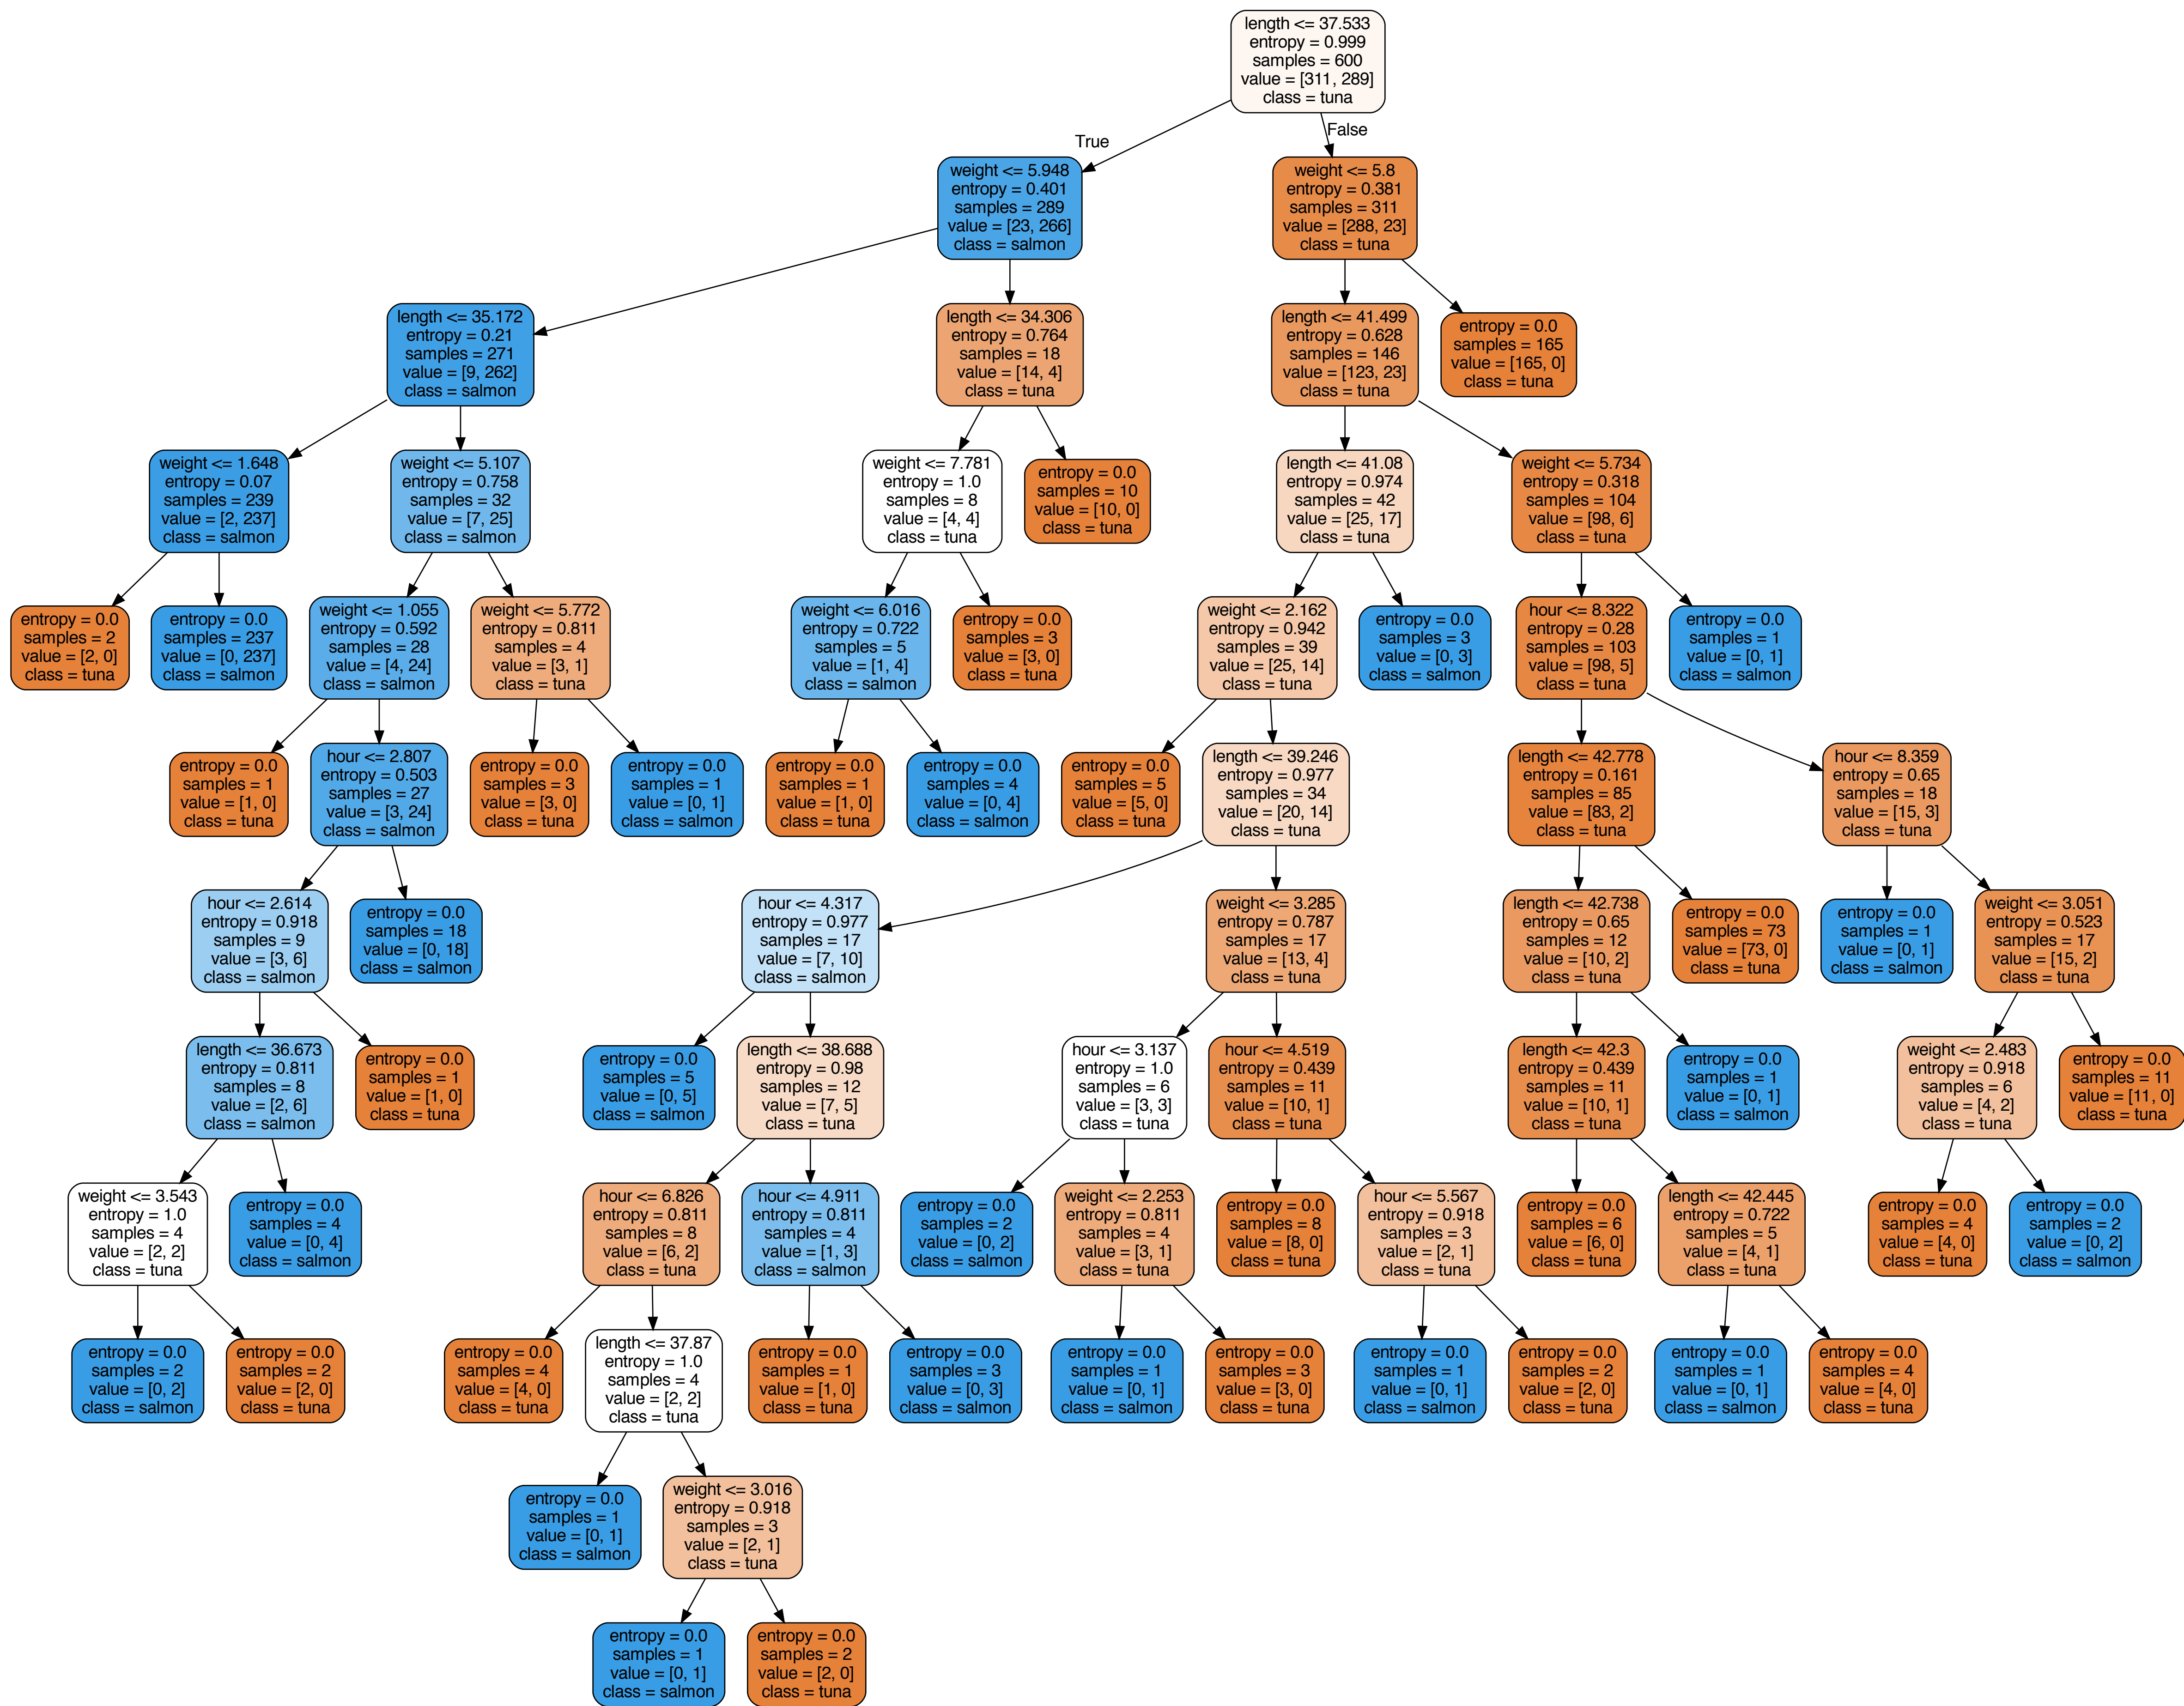 length <= 37.533
entropy = 0.999
samples = 600
value = [311, 289]
class = tuna
True
False
weight <= 5.948
entropy = 0.401
samples = 289
value = [23, 266]
class = salmon
weight <= 5.8
entropy = 0.381
samples = 311
value = [288, 23]
class = tuna
length <= 35.172
entropy = 0.21
samples = 271
value = [9, 262]
class = salmon
length <= 34.306
entropy = 0.764
samples = 18
value = [14, 4]
class = tuna
length <= 41.499
entropy = 0.628
samples = 146
value = [123, 23]
class = tuna
entropy = 0.0
samples = 165
value = [165, 0]
class = tuna
weight <= 1.648
entropy = 0.07
samples = 239
value = [2, 237]
class = salmon
weight <= 5.107
entropy = 0.758
samples = 32
value = [7, 25]
class = salmon
weight <= 7.781
entropy = 1.0
samples = 8
value = [4, 4]
class = tuna
entropy = 0.0
samples = 10
value = [10, 0]
class = tuna
length <= 41.08
entropy = 0.974
samples = 42
value = [25, 17]
class = tuna
weight <= 5.734
entropy = 0.318
samples = 104
value = [98, 6]
class = tuna
entropy = 0.0
samples = 2
value = [2, 0]
class = tuna
entropy = 0.0
samples = 237
value = [0, 237]
class = salmon
weight <= 1.055
entropy = 0.592
samples = 28
value = [4, 24]
class = salmon
weight <= 5.772
entropy = 0.811
samples = 4
value = [3, 1]
class = tuna
weight <= 6.016
entropy = 0.722
samples = 5
value = [1, 4]
class = salmon
entropy = 0.0
samples = 3
value = [3, 0]
class = tuna
weight <= 2.162
entropy = 0.942
samples = 39
value = [25, 14]
class = tuna
entropy = 0.0
samples = 3
value = [0, 3]
class = salmon
hour <= 8.322
entropy = 0.28
samples = 103
value = [98, 5]
class = tuna
entropy = 0.0
samples = 1
value = [0, 1]
class = salmon
entropy = 0.0
samples = 1
value = [1, 0]
class = tuna
hour <= 2.807
entropy = 0.503
samples = 27
value = [3, 24]
class = salmon
entropy = 0.0
samples = 3
value = [3, 0]
class = tuna
entropy = 0.0
samples = 1
value = [0, 1]
class = salmon
entropy = 0.0
samples = 1
value = [1, 0]
class = tuna
entropy = 0.0
samples = 4
value = [0, 4]
class = salmon
entropy = 0.0
samples = 5
value = [5, 0]
class = tuna
length <= 39.246
entropy = 0.977
samples = 34
value = [20, 14]
class = tuna
length <= 42.778
entropy = 0.161
samples = 85
value = [83, 2]
class = tuna
hour <= 8.359
entropy = 0.65
samples = 18
value = [15, 3]
class = tuna
hour <= 2.614
entropy = 0.918
samples = 9
value = [3, 6]
class = salmon
entropy = 0.0
samples = 18
value = [0, 18]
class = salmon
hour <= 4.317
entropy = 0.977
samples = 17
value = [7, 10]
class = salmon
weight <= 3.285
entropy = 0.787
samples = 17
value = [13, 4]
class = tuna
length <= 42.738
entropy = 0.65
samples = 12
value = [10, 2]
class = tuna
entropy = 0.0
samples = 73
value = [73, 0]
class = tuna
entropy = 0.0
samples = 1
value = [0, 1]
class = salmon
weight <= 3.051
entropy = 0.523
samples = 17
value = [15, 2]
class = tuna
length <= 36.673
entropy = 0.811
samples = 8
value = [2, 6]
class = salmon
entropy = 0.0
samples = 1
value = [1, 0]
class = tuna
entropy = 0.0
samples = 5
value = [0, 5]
class = salmon
length <= 38.688
entropy = 0.98
samples = 12
value = [7, 5]
class = tuna
hour <= 3.137
entropy = 1.0
samples = 6
value = [3, 3]
class = tuna
hour <= 4.519
entropy = 0.439
samples = 11
value = [10, 1]
class = tuna
length <= 42.3
entropy = 0.439
samples = 11
value = [10, 1]
class = tuna
entropy = 0.0
samples = 1
value = [0, 1]
class = salmon
weight <= 2.483
entropy = 0.918
samples = 6
value = [4, 2]
class = tuna
entropy = 0.0
samples = 11
value = [11, 0]
class = tuna
weight <= 3.543
entropy = 1.0
samples = 4
value = [2, 2]
class = tuna
entropy = 0.0
samples = 4
value = [0, 4]
class = salmon
hour <= 6.826
entropy = 0.811
samples = 8
value = [6, 2]
class = tuna
hour <= 4.911
entropy = 0.811
samples = 4
value = [1, 3]
class = salmon
entropy = 0.0
samples = 2
value = [0, 2]
class = salmon
weight <= 2.253
entropy = 0.811
samples = 4
value = [3, 1]
class = tuna
entropy = 0.0
samples = 8
value = [8, 0]
class = tuna
hour <= 5.567
entropy = 0.918
samples = 3
value = [2, 1]
class = tuna
entropy = 0.0
samples = 6
value = [6, 0]
class = tuna
length <= 42.445
entropy = 0.722
samples = 5
value = [4, 1]
class = tuna
entropy = 0.0
samples = 4
value = [4, 0]
class = tuna
entropy = 0.0
samples = 2
value = [0, 2]
class = salmon
entropy = 0.0
samples = 2
value = [0, 2]
class = salmon
entropy = 0.0
samples = 2
value = [2, 0]
class = tuna
entropy = 0.0
samples = 4
value = [4, 0]
class = tuna
length <= 37.87
entropy = 1.0
samples = 4
value = [2, 2]
class = tuna
entropy = 0.0
samples = 1
value = [1, 0]
class = tuna
entropy = 0.0
samples = 3
value = [0, 3]
class = salmon
entropy = 0.0
samples = 1
value = [0, 1]
class = salmon
entropy = 0.0
samples = 3
value = [3, 0]
class = tuna
entropy = 0.0
samples = 1
value = [0, 1]
class = salmon
entropy = 0.0
samples = 2
value = [2, 0]
class = tuna
entropy = 0.0
samples = 1
value = [0, 1]
class = salmon
entropy = 0.0
samples = 4
value = [4, 0]
class = tuna
entropy = 0.0
samples = 1
value = [0, 1]
class = salmon
weight <= 3.016
entropy = 0.918
samples = 3
value = [2, 1]
class = tuna
entropy = 0.0
samples = 1
value = [0, 1]
class = salmon
entropy = 0.0
samples = 2
value = [2, 0]
class = tuna